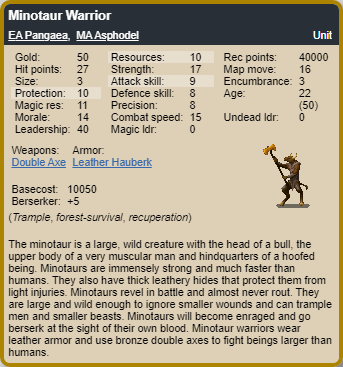 Minotaur Warrior
EA Pangaea, MA Asphodel Unit
Gold: 50 Resources: 10 Rec points: 40000
Hit points: 27 Strength: 17 Map move: 16
Size: 3 Attack skill: 9 Encumbrance: 3
Protection: 10 Defence skill: 8 Age: 22
Magic res: 11 Precision: 8 (50)
Morale: 14 Combat speed: 15 Undead ldr: 0
Leadership: 40 Magic ldr: 0
Weapons: Armor:
Double Axe Leather Hauberk
Basecost: 10050
Berserker: +5
(Trample, forest-survival, recuperation)
The minotaur is a large, wild creature with the head of a bull, the
upper body of a very muscular man and hindquarters of a hoofed
being. Minotaurs are immensely strong and much faster than
humans. They also have thick leathery hides that protect them from
light injuries. Minotaurs revel in battle and almost never rout. They
are large and wild enough to ignore smaller wounds and can trample
men and smaller beasts. Minotaurs will become enraged and go
berserk at the sight of their own blood. Minotaur warriors wear
leather armor and use bronze double axes to fight beings larger than
humans.